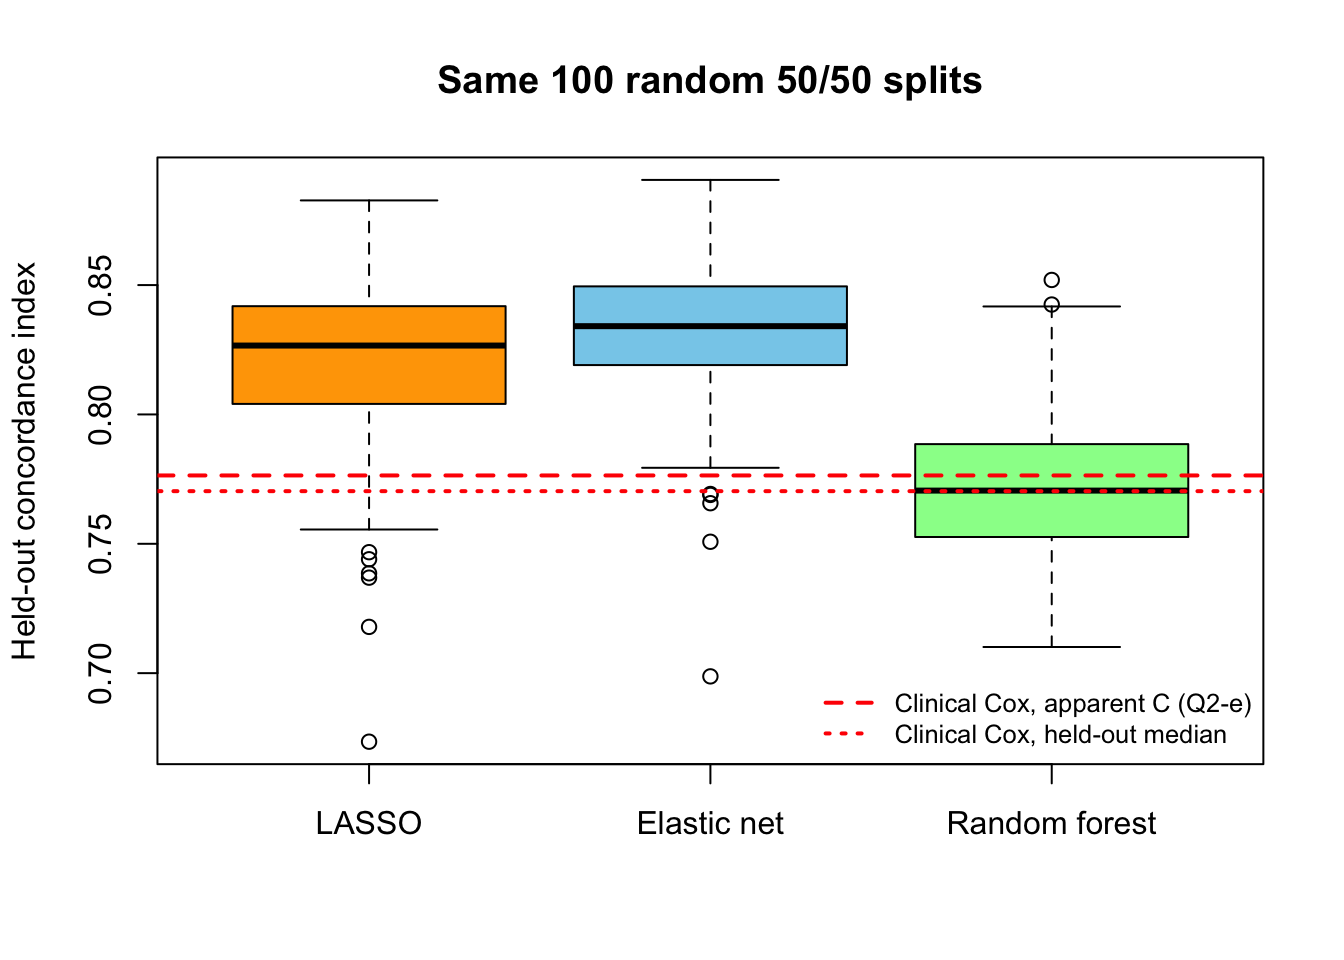 Same 100 random 50/50 splits
Held-out concordance index
0.85
0.80
0.75
0.70
Clinical Cox, apparent C (Q2-e)
Clinical Cox, held-out median
LASSO
Elastic net
Random forest